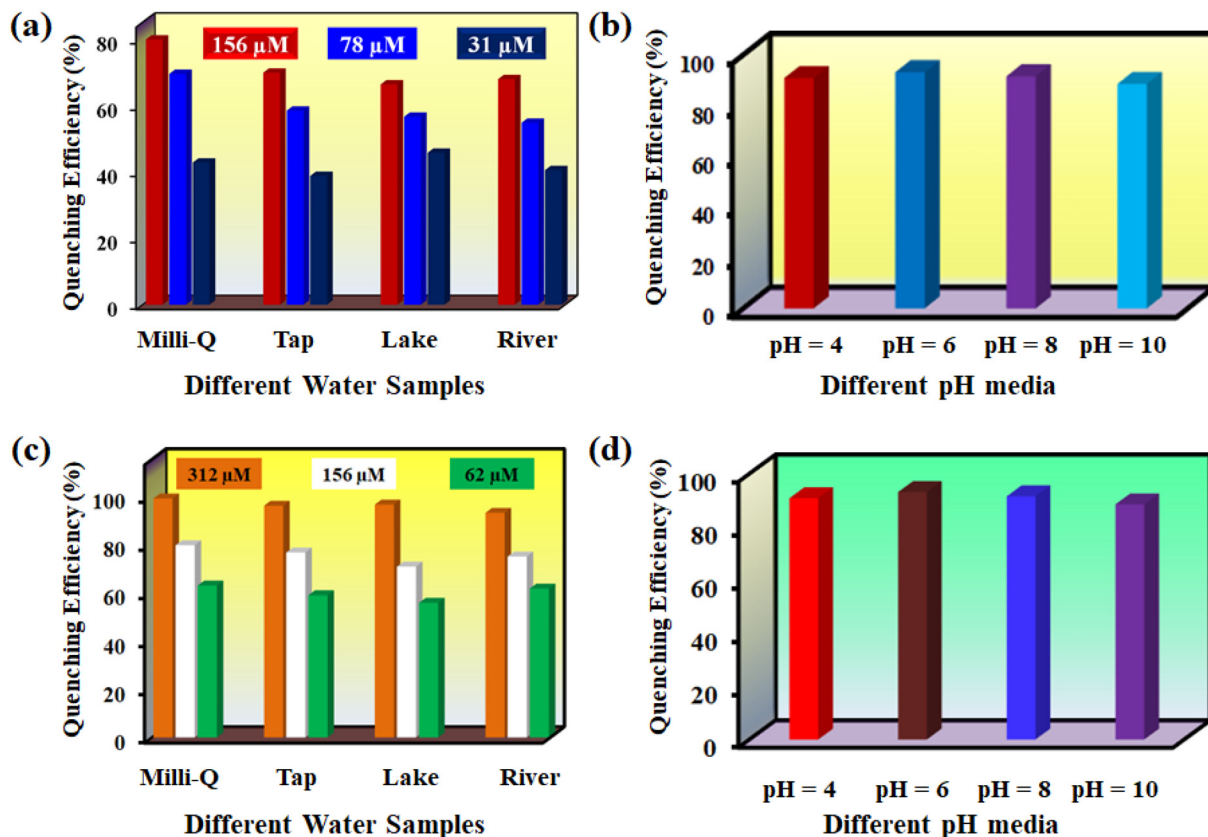 (a)
156 µM 78 µM 31 µM
Quenching Efficiency (%)
80
60
40
20
0
Milli-Q Tap Lake River
Different Water Samples
(b)
Quenching Efficiency (%)
100
80
60
40
20
0
pH = 4 pH = 6 pH = 8 pH = 10
Different pH media
(c)
312 µM 156 µM 62 µM
Quenching Efficiency (%)
100
80
60
40
20
0
Milli-Q Tap Lake River
Different Water Samples
(d)
Quenching Efficiency (%)
100
80
60
40
20
0
pH = 4 pH = 6 pH = 8 pH = 10
Different pH media